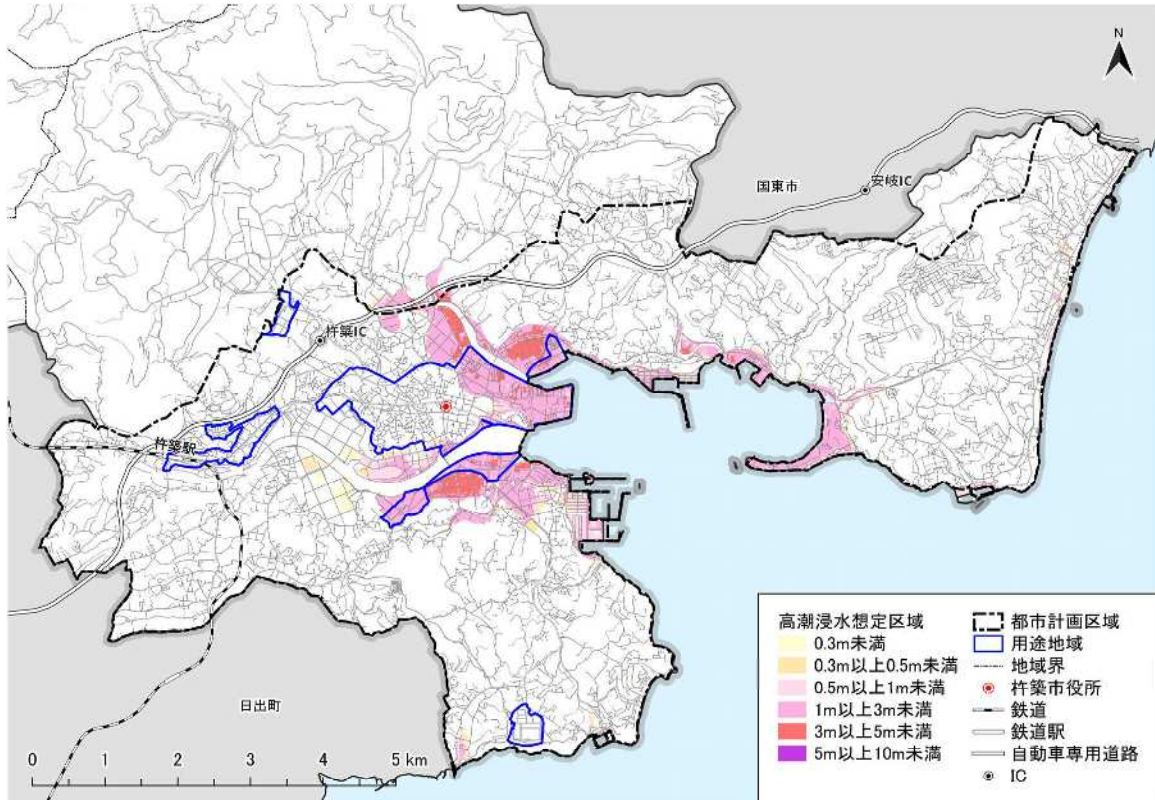 N
国東市
安岐IC
杵築IC
杵築駅
日出町
0 1 2 3 4 5 km
高潮浸水想定区域
0.3m未満
0.3m以上0.5m未満
0.5m以上1m未満
1m以上3m未満
3m以上5m未満
5m以上10m未満
都市計画区域
用途地域
地域界
杵築市役所
鉄道
鉄道駅
自動車専用道路
IC